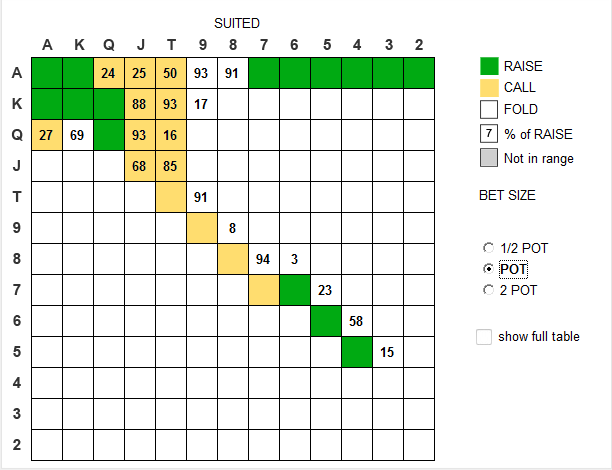 SUITED
A K Q J T 9 8 7 6 5 4 3 2
A 24 25 50 93 91
K 88 93 17
Q 27 69 93 16
J 68 85
T 91
9 8
8 94 3
7 23
6 58
5 15
4
3
2
RAISE
CALL
FOLD
7 % of RAISE
Not in range
BET SIZE
1/2 POT
POT
2 POT
show full table